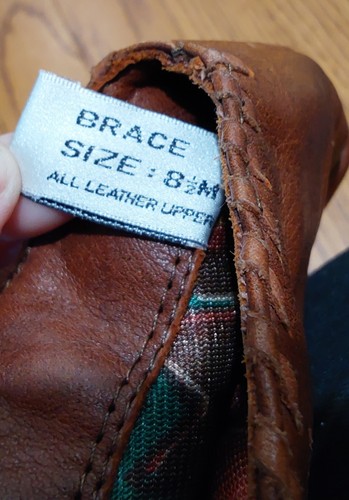 BRACE
SIZE : 8½M
ALL LEATHER UPPER